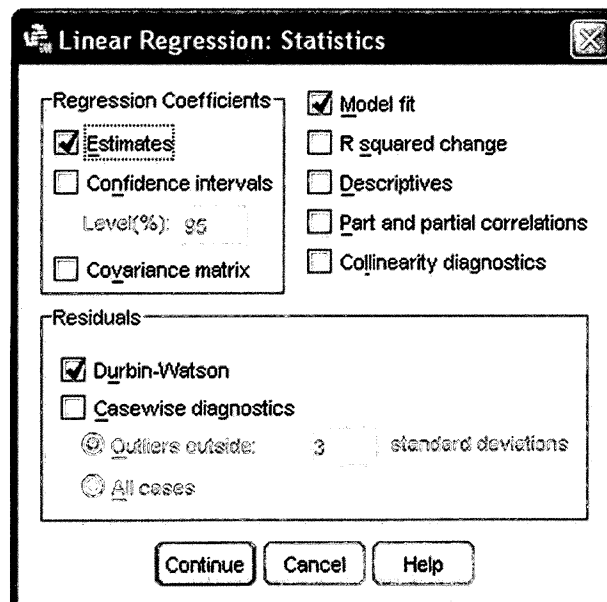 Linear Regression: Statistics
Regression Coefficients
Estimates
Confidence intervals
Level(%): 95
Covariance matrix
Model fit
R squared change
Descriptives
Part and partial correlations
Collinearity diagnostics
Residuals
Durbin-Watson
Casewise diagnostics
Outliers outside: 3 standard deviations
All cases
Continue Cancel Help